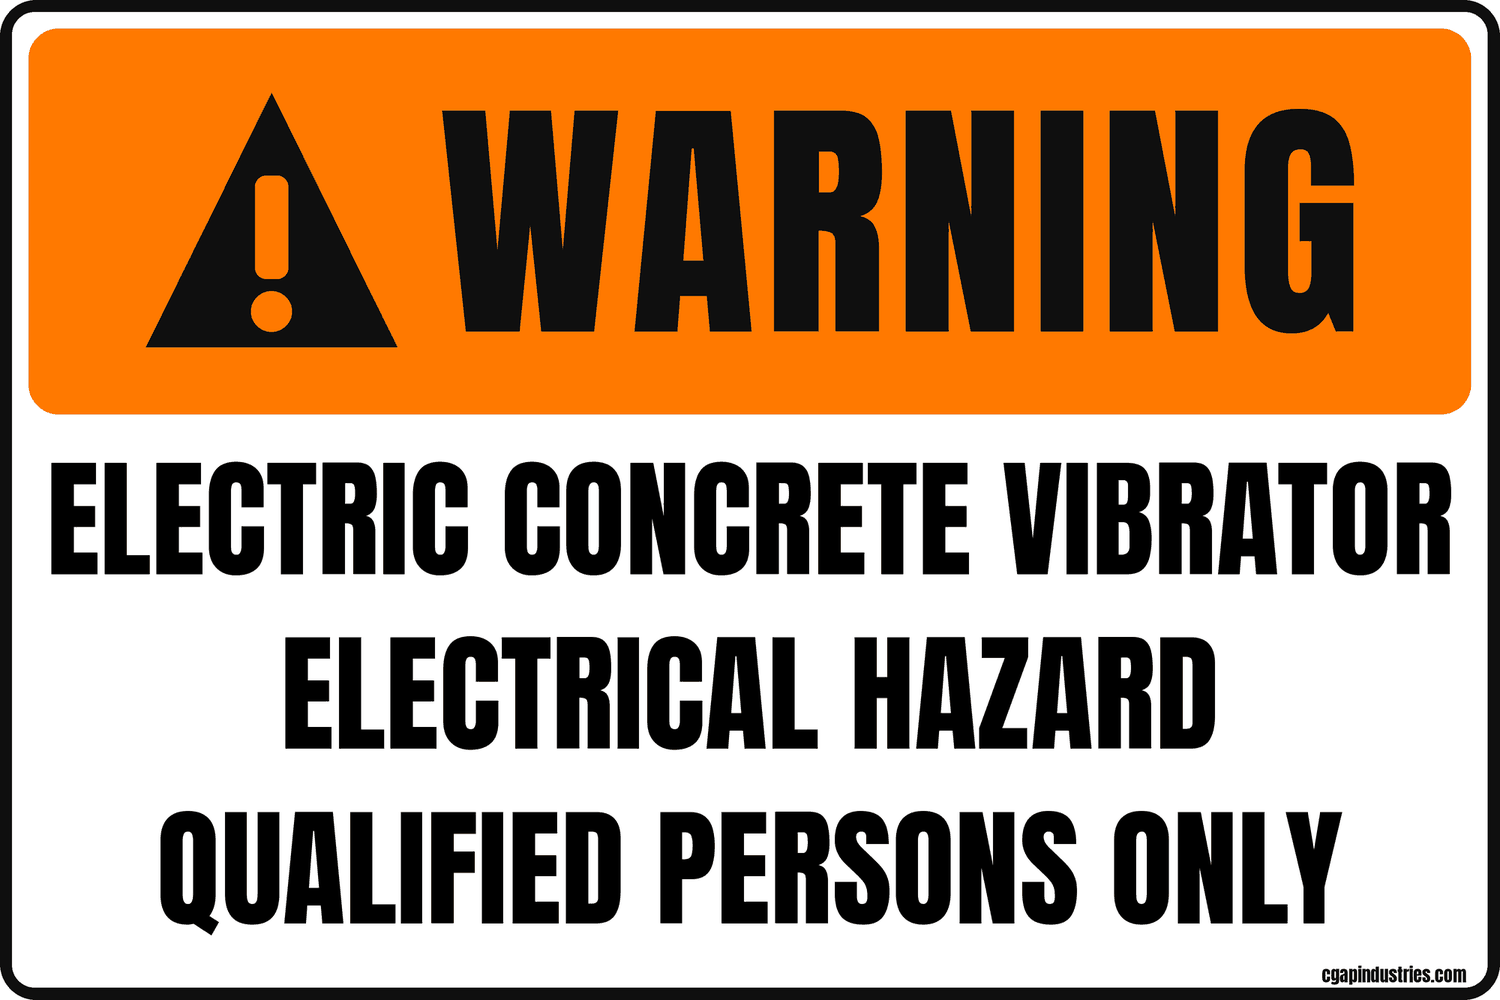 WARNING
ELECTRIC CONCRETE VIBRATOR
ELECTRICAL HAZARD
QUALIFIED PERSONS ONLY
cgapindustries.com